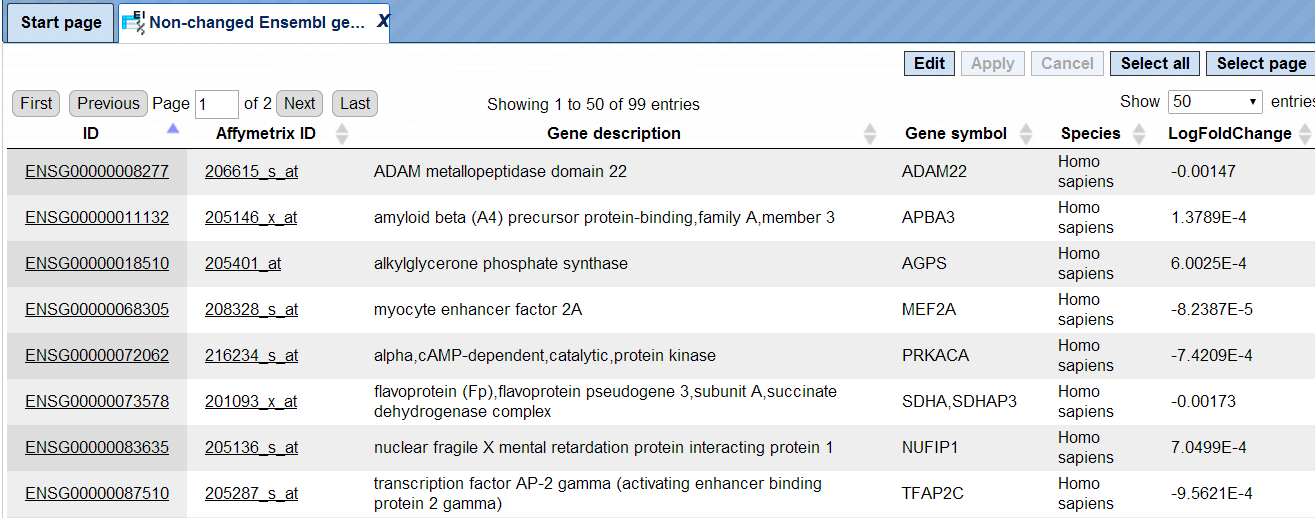 Start page
EI
Non-changed Ensembl ge...
X
Edit
Apply
Cancel
Select all
Select page
First Previous Page 1 of 2 Next Last
Showing 1 to 50 of 99 entries
Show 50
ID Affymetrix ID Gene description Gene symbol Species LogFoldChange
ENSG00000008277 206615_s_at ADAM metallopeptidase domain 22 ADAM22 Homo
sapiens -0.00147
ENSG00000011132 205146_x_at amyloid beta (A4) precursor protein-binding,family A,member 3 APBA3 Homo
sapiens 1.3789E-4
ENSG00000018510 205401_at alkylglycerone phosphate synthase AGPS Homo
sapiens 6.0025E-4
ENSG00000068305 208328_s_at myocyte enhancer factor 2A MEF2A Homo
sapiens -8.2387E-5
ENSG00000072062 216234_s_at alpha,cAMP-dependent,catalytic,protein kinase PRKACA Homo
sapiens -7.4209E-4
ENSG00000073578 201093_x_at flavoprotein (Fp),flavoprotein pseudogene 3,subunit A,succinate
dehydrogenase complex SDHA,SDHAP3 Homo
sapiens -0.00173
ENSG00000083635 205136_s_at nuclear fragile X mental retardation protein interacting protein 1 NUFIP1 Homo
sapiens 7.0499E-4
ENSG00000087510 205287_s_at transcription factor AP-2 gamma (activating enhancer binding
protein 2 gamma) TFAP2C Homo
sapiens -9.5621E-4